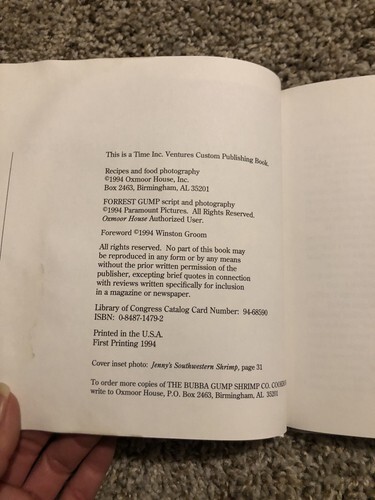 This is a Time Inc. Ventures Custom Publishing Book.
Recipes and food photography
©1994 Oxmoor House, Inc.
Box 2463, Birmingham, AL 35201
FORREST GUMP script and photography
©1994 Paramount Pictures. All Rights Reserved.
Oxmoor House Authorized User.
Foreword ©1994 Winston Groom
All rights reserved. No part of this book may
be reproduced in any form or by any means
without the prior written permission of the
publisher, excepting brief quotes in connection
with reviews written specifically for inclusion
in a magazine or newspaper.
Library of Congress Catalog Card Number: 94-68590
ISBN: 0-8487-1479-2
Printed in the U.S.A.
First Printing 1994
Cover inset photo: Jenny's Southwestern Shrimp, page 31
To order more copies of THE BUBBA GUMP SHRIMP CO.
write to Oxmoor House, P.O. Box 2463, Birmingham, AL 35201